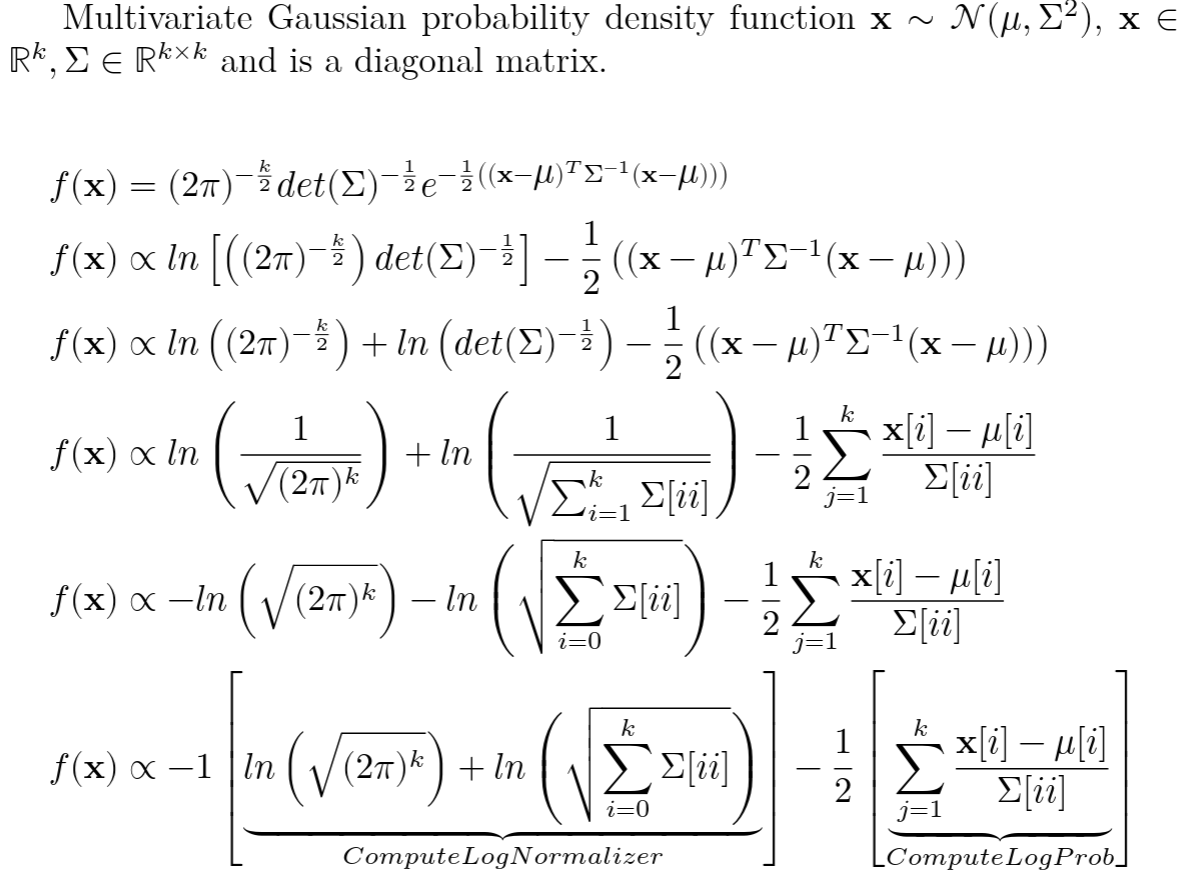 Multivariate Gaussian probability density function $\mathbf{x} \sim \mathcal{N}(\mu, \Sigma^2)$, $\mathbf{x} \in$
$\mathbb{R}^k, \Sigma \in \mathbb{R}^{k \times k}$ and is a diagonal matrix.
$f(\mathbf{x}) = (2\pi)^{-\frac{k}{2}} det(\Sigma)^{-\frac{1}{2}} e^{-\frac{1}{2}((\mathbf{x}-\mu)^T \Sigma^{-1}(\mathbf{x}-\mu)))}$
$f(\mathbf{x}) \propto ln\left[\left((2\pi)^{-\frac{k}{2}}\right) det(\Sigma)^{-\frac{1}{2}}\right] - \frac{1}{2}\left((\mathbf{x}-\mu)^T \Sigma^{-1}(\mathbf{x}-\mu))\right)$
$f(\mathbf{x}) \propto ln\left((2\pi)^{-\frac{k}{2}}\right) + ln\left(det(\Sigma)^{-\frac{1}{2}}\right) - \frac{1}{2}\left((\mathbf{x}-\mu)^T \Sigma^{-1}(\mathbf{x}-\mu))\right)$
$f(\mathbf{x}) \propto ln\left(\frac{1}{\sqrt{(2\pi)^k}}\right) + ln\left(\frac{1}{\sqrt{\sum_{i=1}^{k} \Sigma[ii]}}\right) - \frac{1}{2}\sum_{j=1}^{k} \frac{\mathbf{x}[i]-\mu[i]}{\Sigma[ii]}$
$f(\mathbf{x}) \propto -ln\left(\sqrt{(2\pi)^k}\right) - ln\left(\sqrt{\sum_{i=0}^{k} \Sigma[ii]}\right) - \frac{1}{2}\sum_{j=1}^{k} \frac{\mathbf{x}[i]-\mu[i]}{\Sigma[ii]}$
$f(\mathbf{x}) \propto -1\left[\underbrace{ln\left(\sqrt{(2\pi)^k}\right) + ln\left(\sqrt{\sum_{i=0}^{k} \Sigma[ii]}\right)}_{ComputeLogNormalizer}\right] - \frac{1}{2}\left[\underbrace{\sum_{j=1}^{k} \frac{\mathbf{x}[i]-\mu[i]}{\Sigma[ii]}}_{ComputeLogProb}\right]$